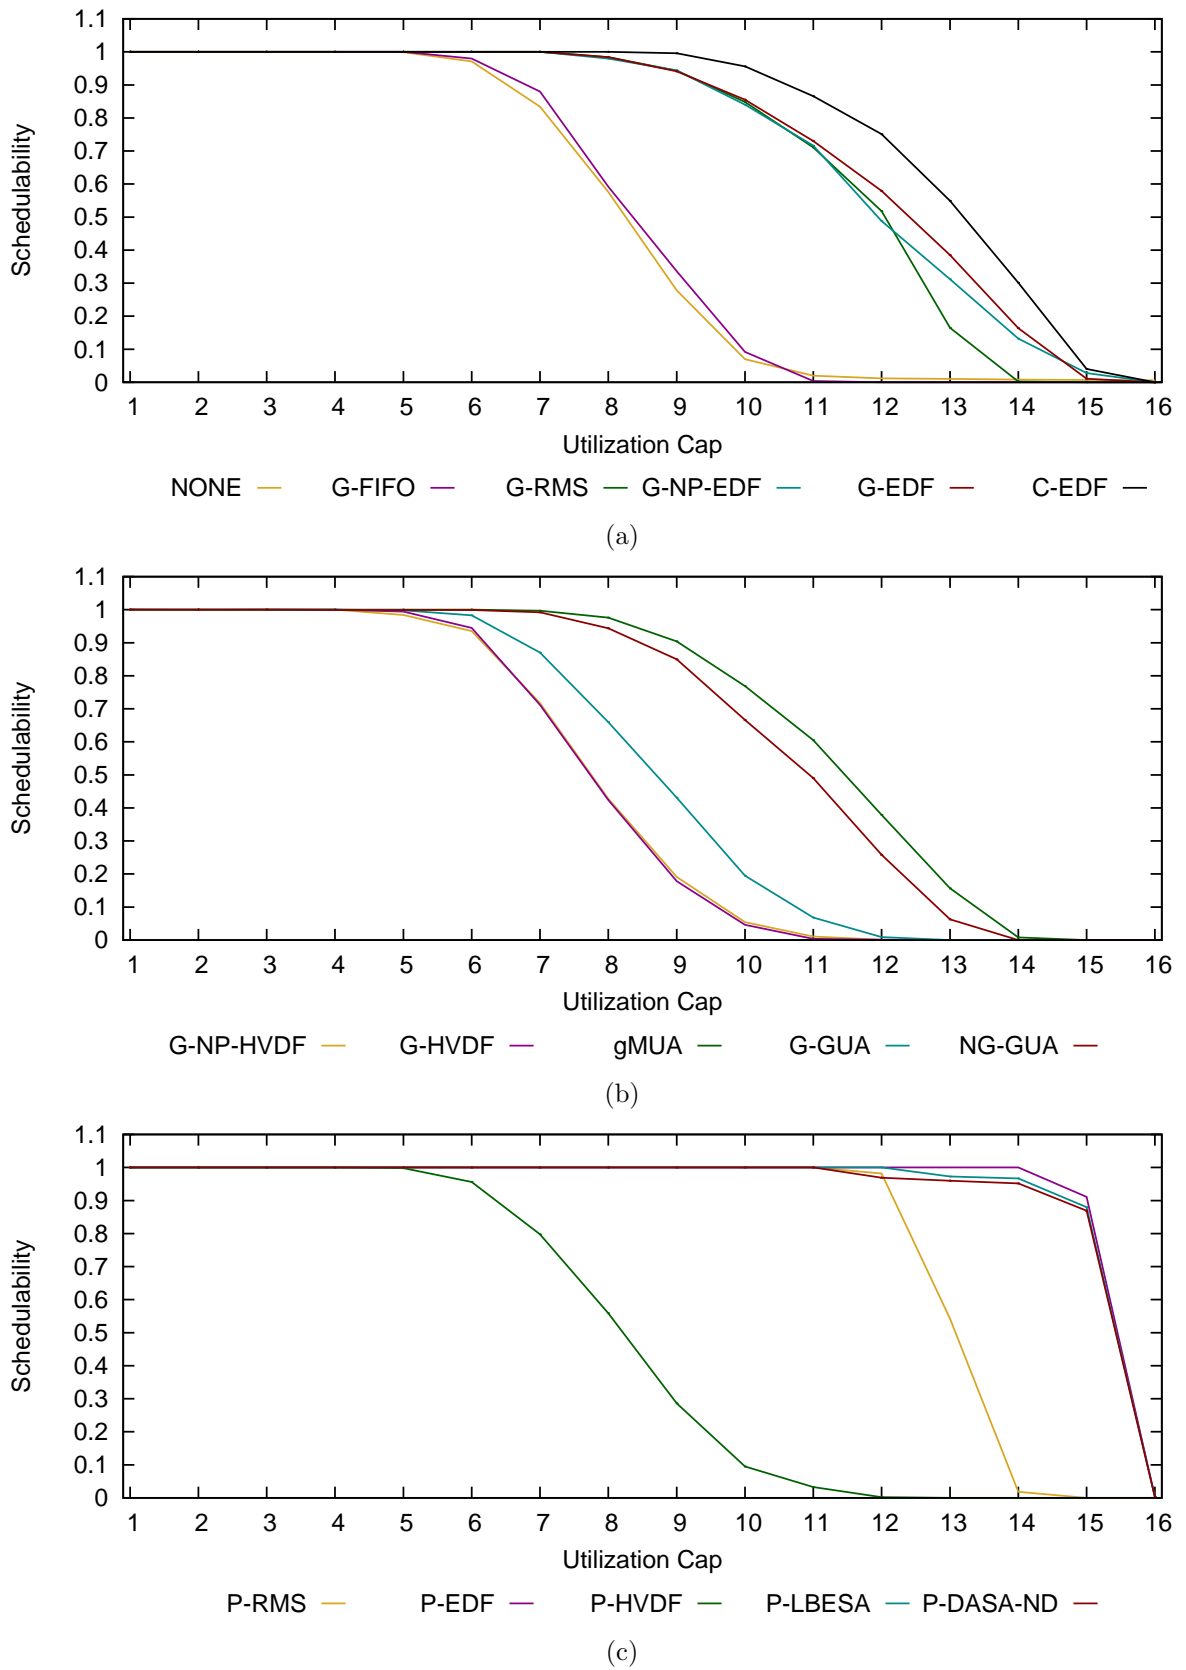 1.1
1
0.9
0.8
0.7
0.6
0.5
0.4
0.3
0.2
0.1
0
Schedulability
1 2 3 4 5 6 7 8 9 10 11 12 13 14 15 16
Utilization Cap
NONE G-FIFO G-RMS G-NP-EDF G-EDF C-EDF
(a)
1.1
1
0.9
0.8
0.7
0.6
0.5
0.4
0.3
0.2
0.1
0
Schedulability
1 2 3 4 5 6 7 8 9 10 11 12 13 14 15 16
Utilization Cap
G-NP-HVDF G-HVDF gMUA G-GUA NG-GUA
(b)
1.1
1
0.9
0.8
0.7
0.6
0.5
0.4
0.3
0.2
0.1
0
Schedulability
1 2 3 4 5 6 7 8 9 10 11 12 13 14 15 16
Utilization Cap
P-RMS P-EDF P-HVDF P-LBESA P-DASA-ND
(c)